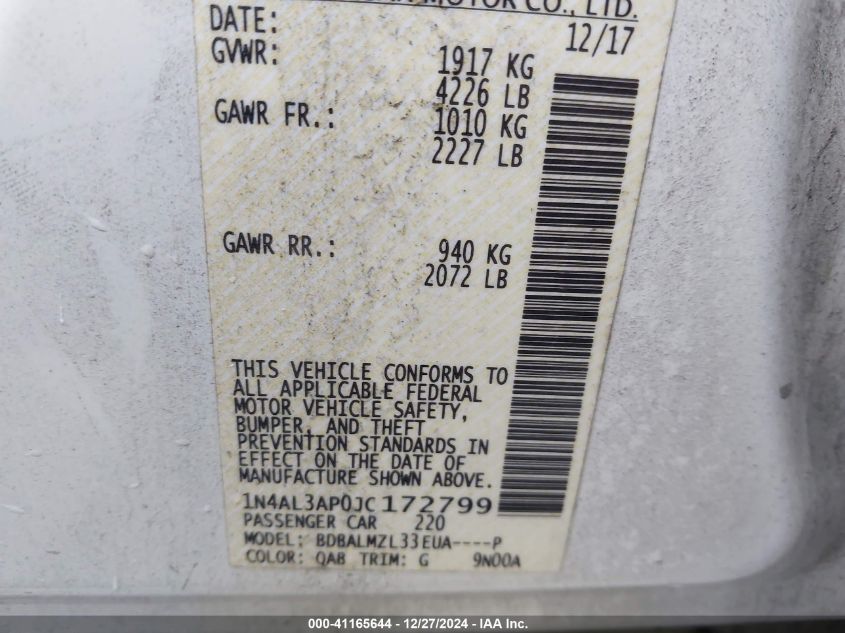 MOTOR CO., LTD.
DATE: 12/17
GVWR: 1917 KG
4226 LB
GAWR FR.: 1010 KG
2227 LB
GAWR RR.: 940 KG
2072 LB
THIS VEHICLE CONFORMS TO
ALL APPLICABLE FEDERAL
MOTOR VEHICLE SAFETY,
BUMPER, AND THEFT
PREVENTION STANDARDS IN
EFFECT ON THE DATE OF
MANUFACTURE SHOWN ABOVE.
1N4AL3AP0JC172799
PASSENGER CAR 220
MODEL: BDBALMZL33EUA----P
COLOR: QAB TRIM: G 9N00A
000-41165644 - 12/27/2024 - IAA Inc.